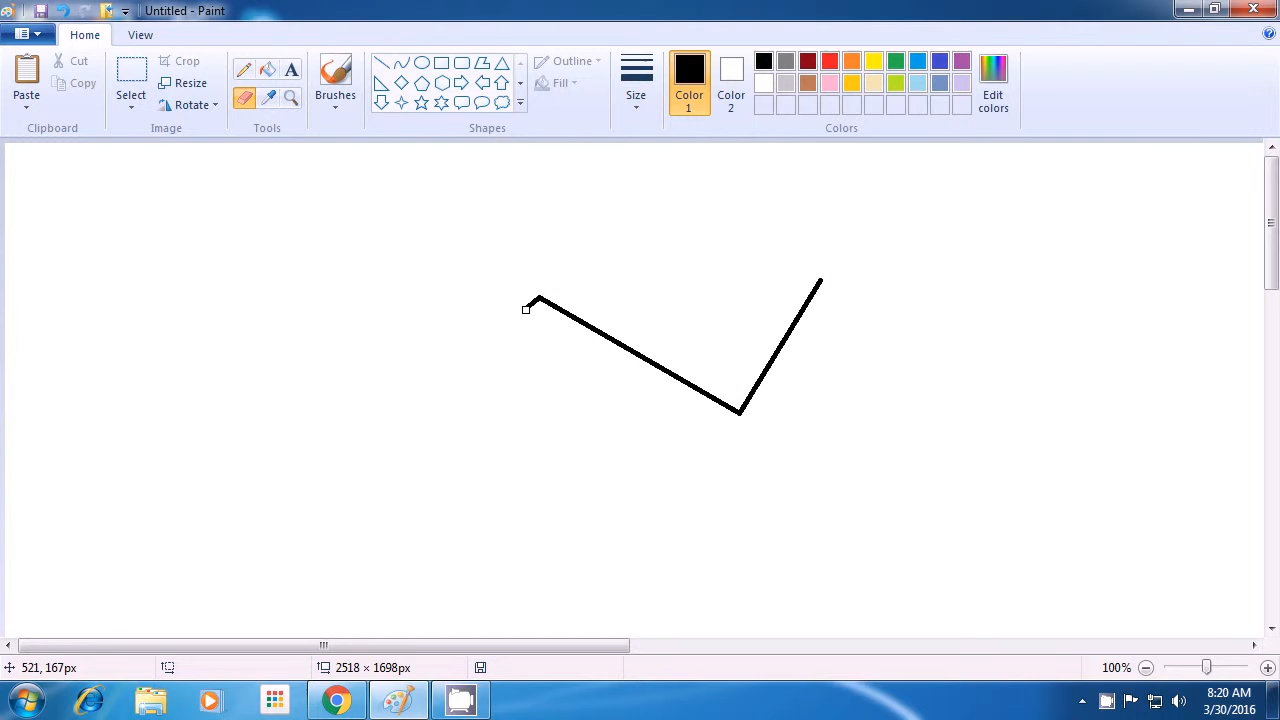 Untitled - Paint
Home View
Paste
Cut
Copy
Clipboard
Select
Crop
Resize
Rotate
Image
A
Tools
Brushes
Outline
Fill
Shapes
Size
Color
1
Color
2
Edit
colors
Colors
521, 167px
2518 × 1698px
100%
8:20 AM
3/30/2016